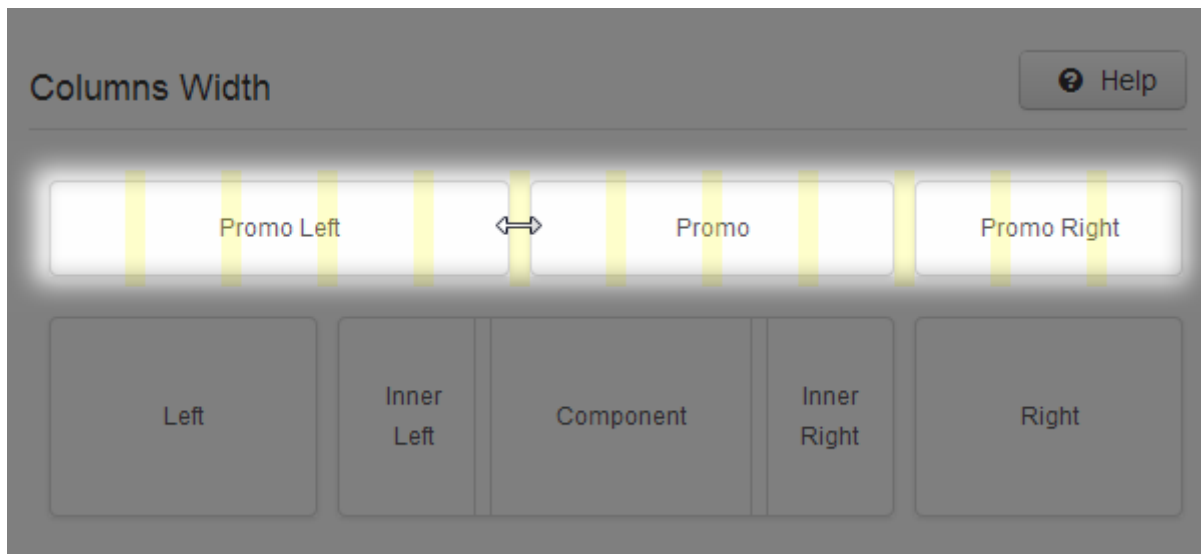 Columns Width
Help
Promo Left
Promo
Promo Right
Left
Inner
Left
Component
Inner
Right
Right